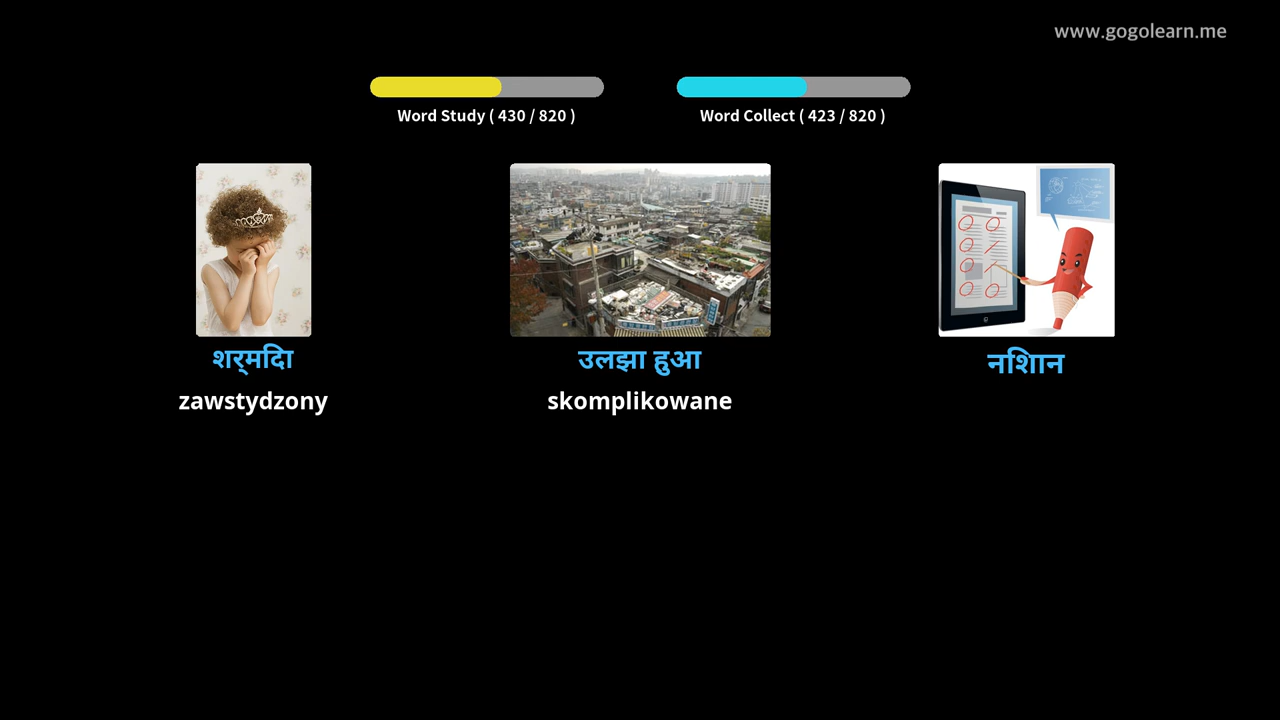 www.gogolearn.me
Word Study ( 430 / 820 )
Word Collect ( 423 / 820 )
शर्मिंदा
उलझा हुआ
निशान
zawstydzony
skomplikowane